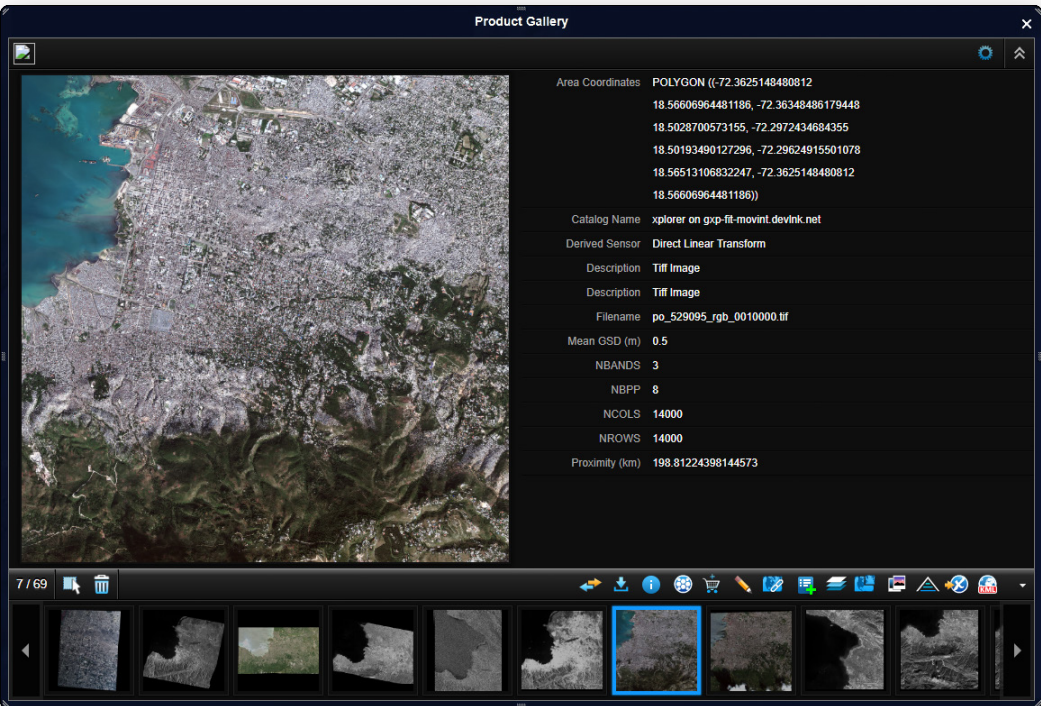 Product Gallery
Area Coordinates POLYGON ((-72.3625148480812
18.56606964481186, -72.36348486179448
18.5028700573155, -72.2972434684355
18.50193490127296, -72.29624915501078
18.56513106832247, -72.3625148480812
18.56606964481186))
Catalog Name xplorer on gxp-fit-movint.devlnk.net
Derived Sensor Direct Linear Transform
Description Tiff Image
Description Tiff Image
Filename po_529095_rgb_0010000.tif
Mean GSD (m) 0.5
NBANDS 3
NBPP 8
NCOLS 14000
NROWS 14000
Proximity (km) 198.81224398144573
7 / 69
KML